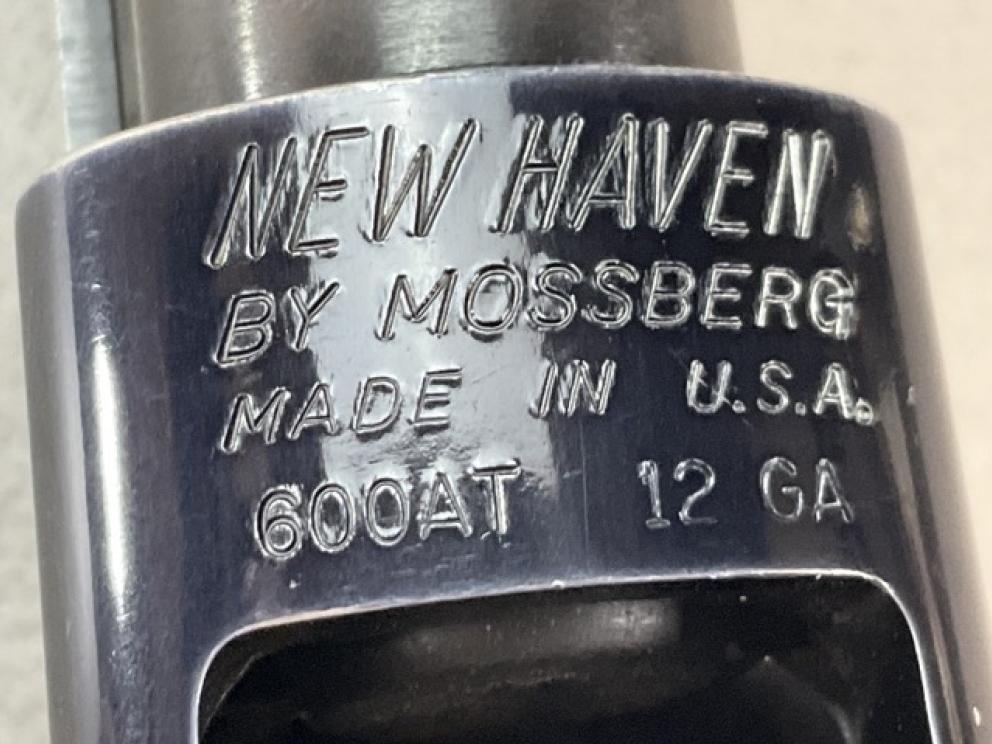 NEW HAVEN
BY MOSSBERG
MADE IN U.S.A.
600AT 12 GA